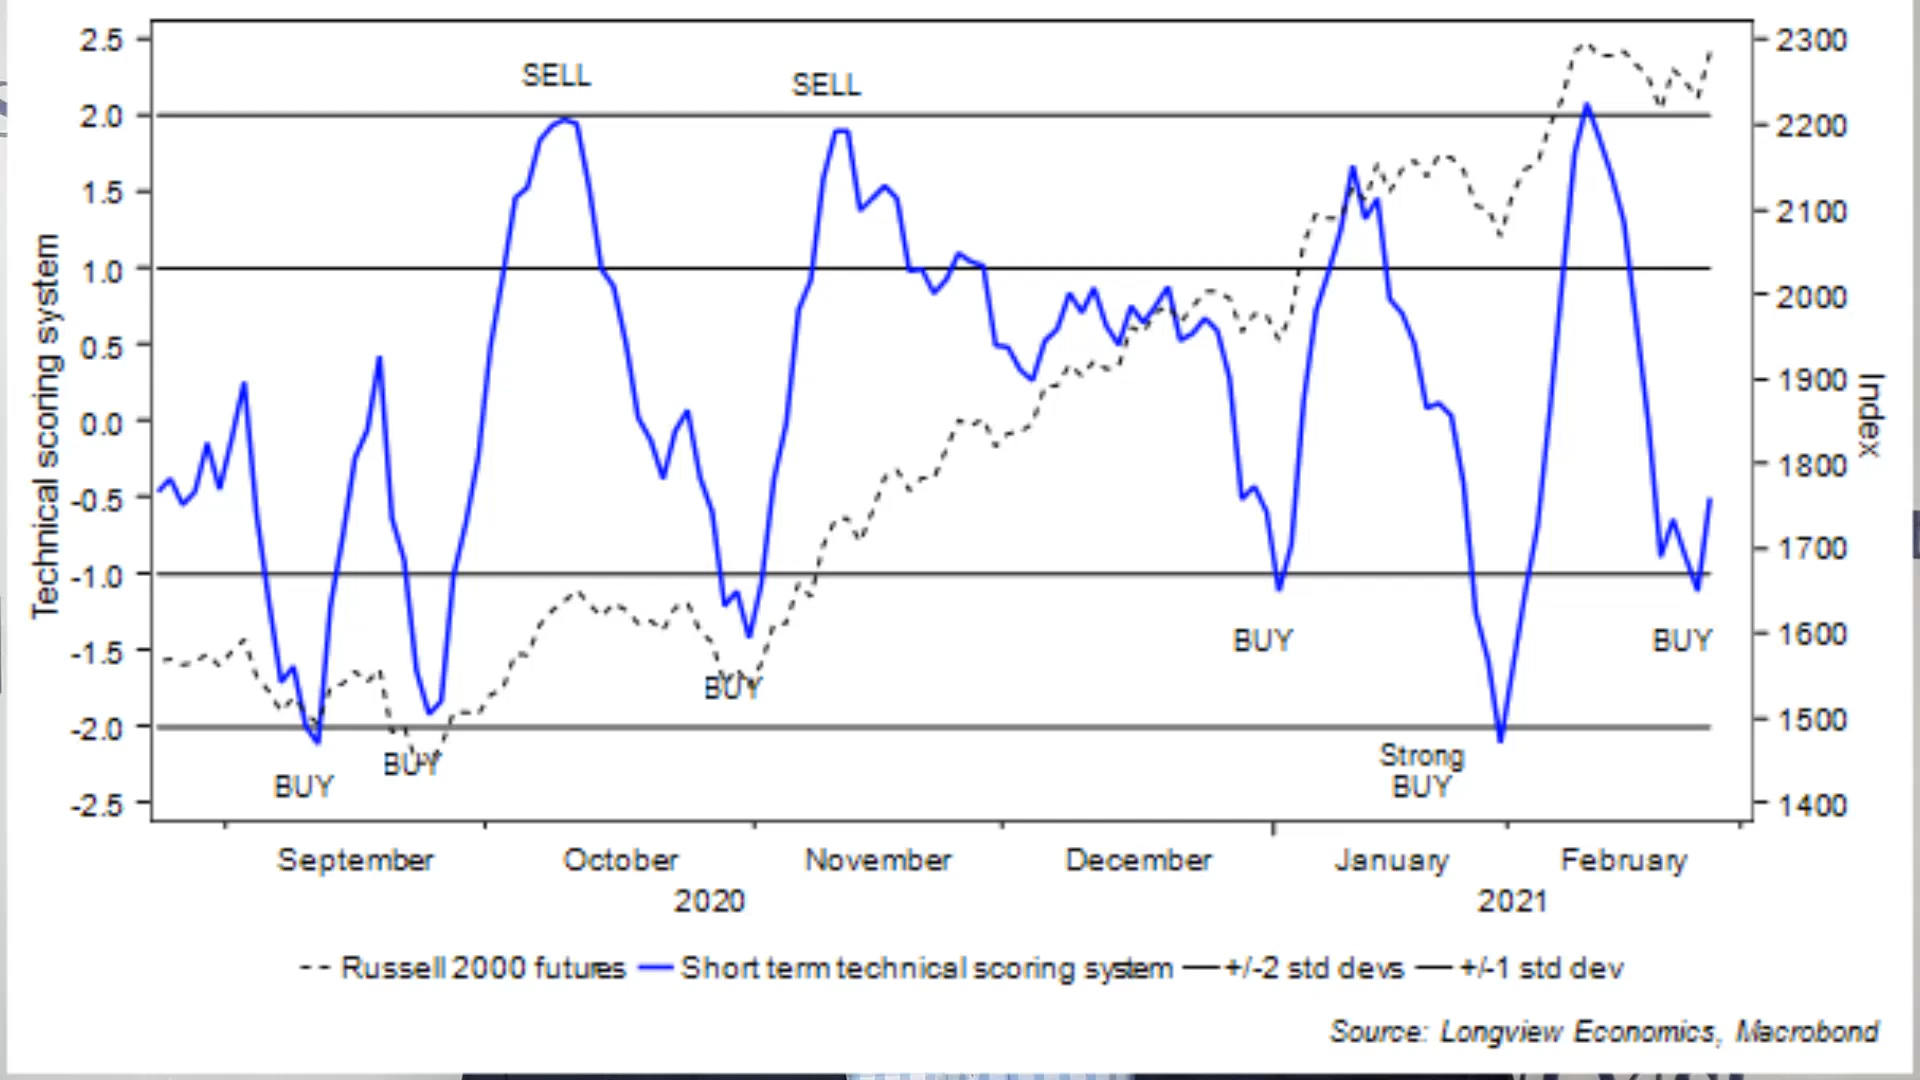 2.5
2.0
1.5
1.0
0.5
0.0
-0.5
-1.0
-1.5
-2.0
-2.5
Technical scoring system
SELL
SELL
BUY
BUY
BUY
BUY
Strong
BUY
BUY
2300
2200
2100
2000
1900
1800
1700
1600
1500
1400
Index
September October November December January February
2020 2021
Russell 2000 futures Short term technical scoring system +/-2 std devs +/-1 std dev
Source: Longview Economics, Macrobond